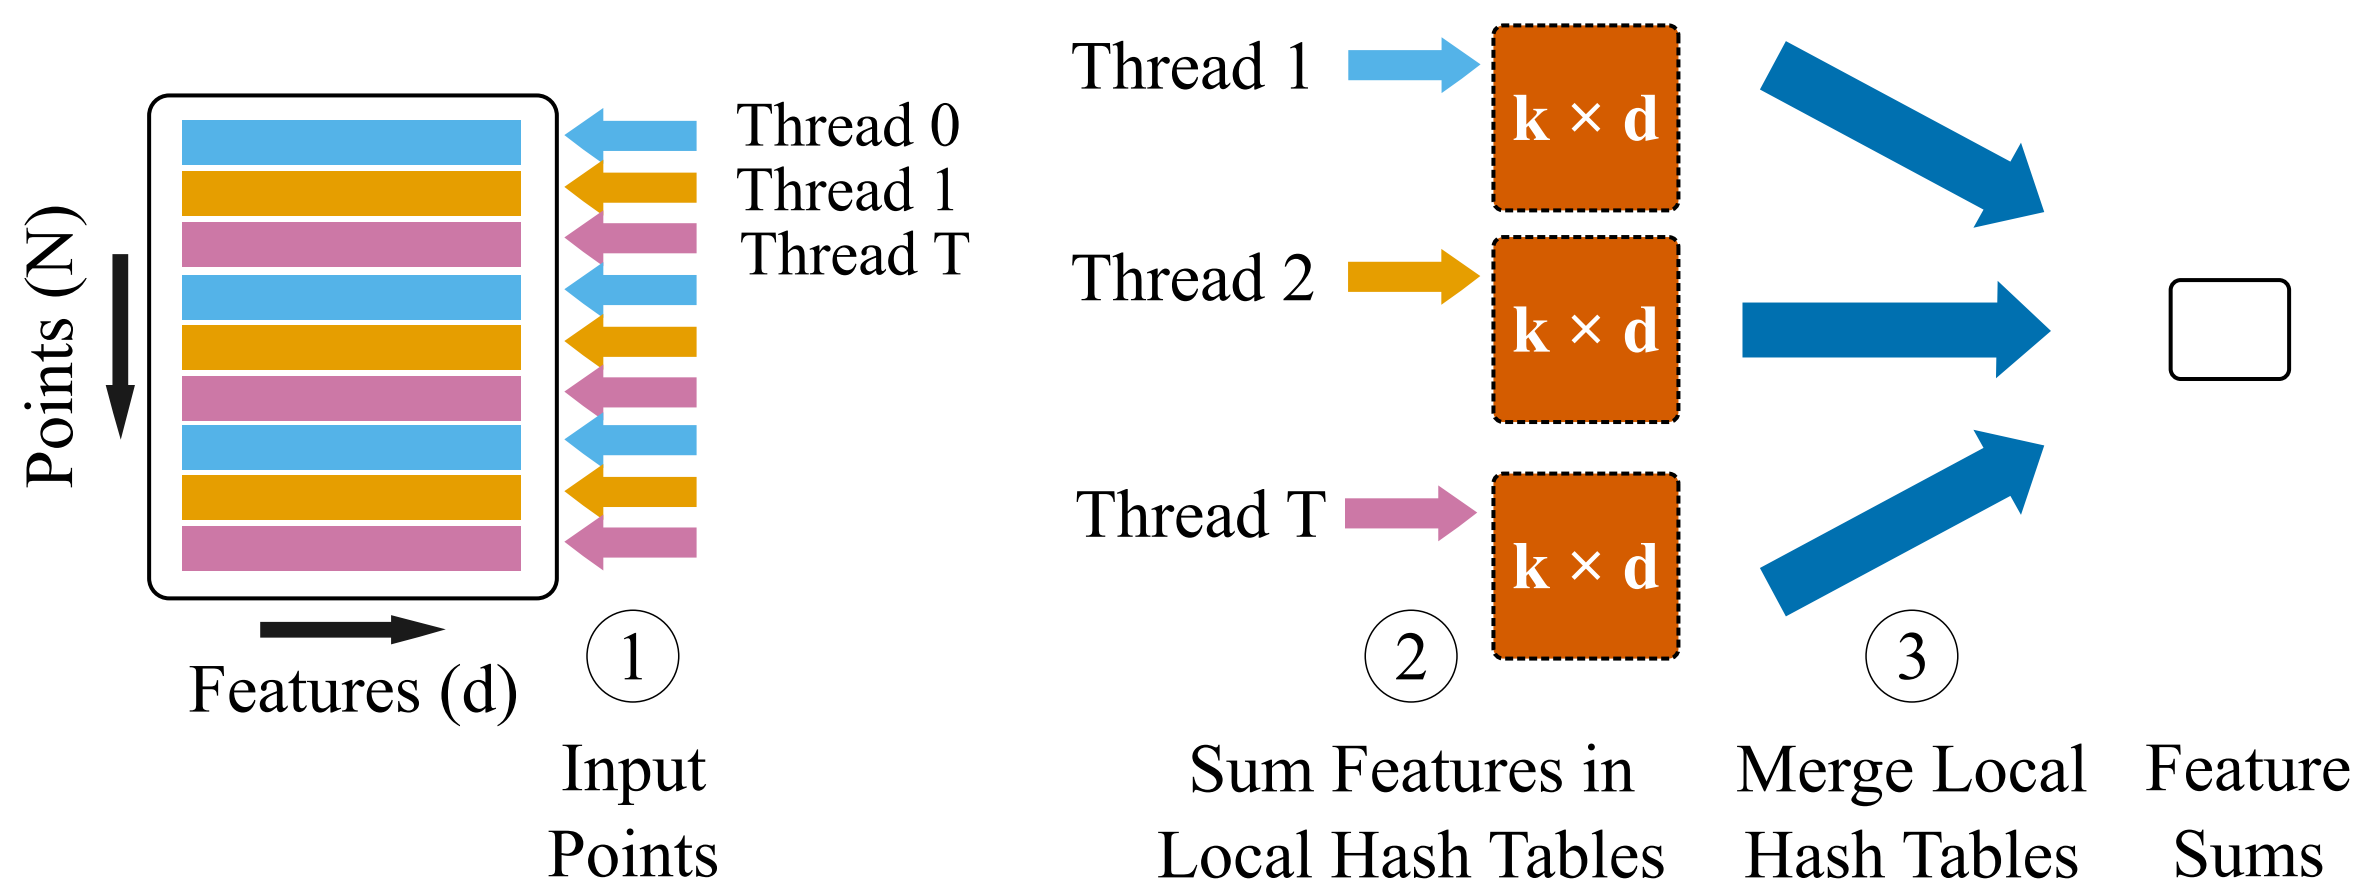 Points (N)
Features (d)
Thread 0
Thread 1
Thread T
1
Input
Points
Thread 1
Thread 2
Thread T
k × d
k × d
k × d
2
Sum Features in
Local Hash Tables
3
Merge Local
Hash Tables
Feature
Sums